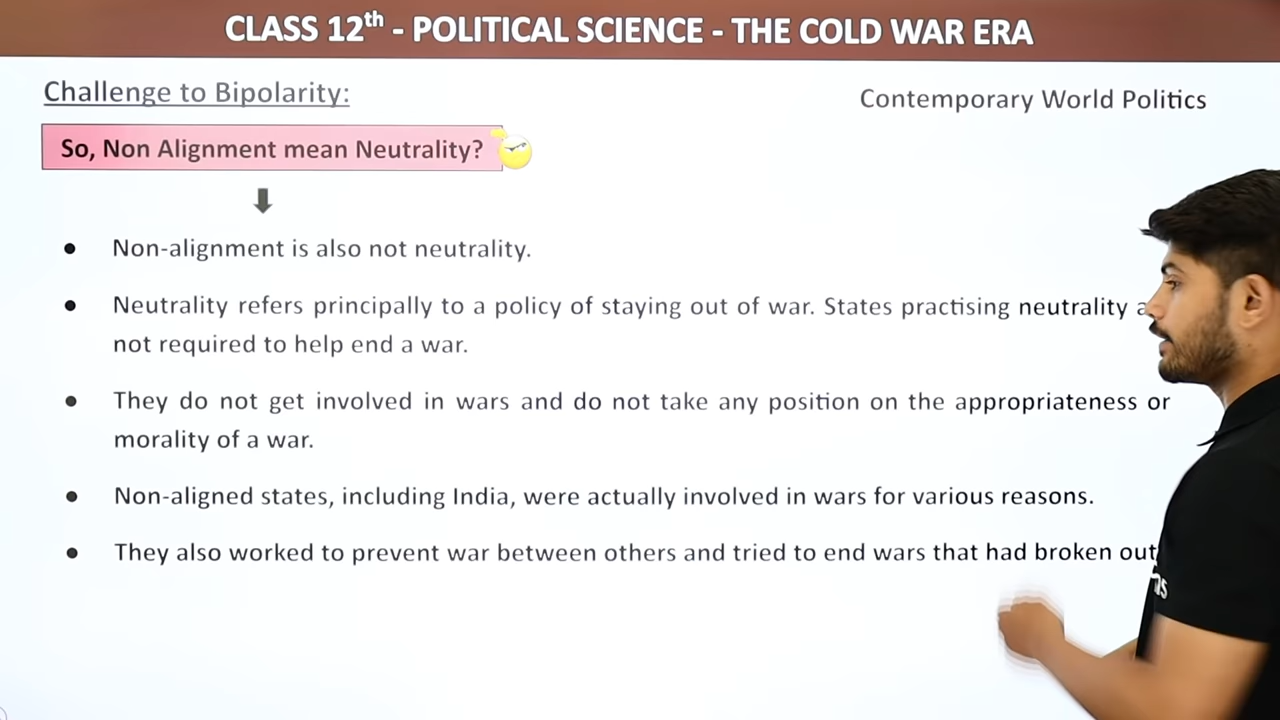 CLASS 12th - POLITICAL SCIENCE - THE COLD WAR ERA
Challenge to Bipolarity:
Contemporary World Politics
So, Non Alignment mean Neutrality?
● Non-alignment is also not neutrality.
● Neutrality refers principally to a policy of staying out of war. States practising neutrality
not required to help end a war.
● They do not get involved in wars and do not take any position on the appropriateness or
morality of a war.
● Non-aligned states, including India, were actually involved in wars for various reasons.
● They also worked to prevent war between others and tried to end wars that had broken out